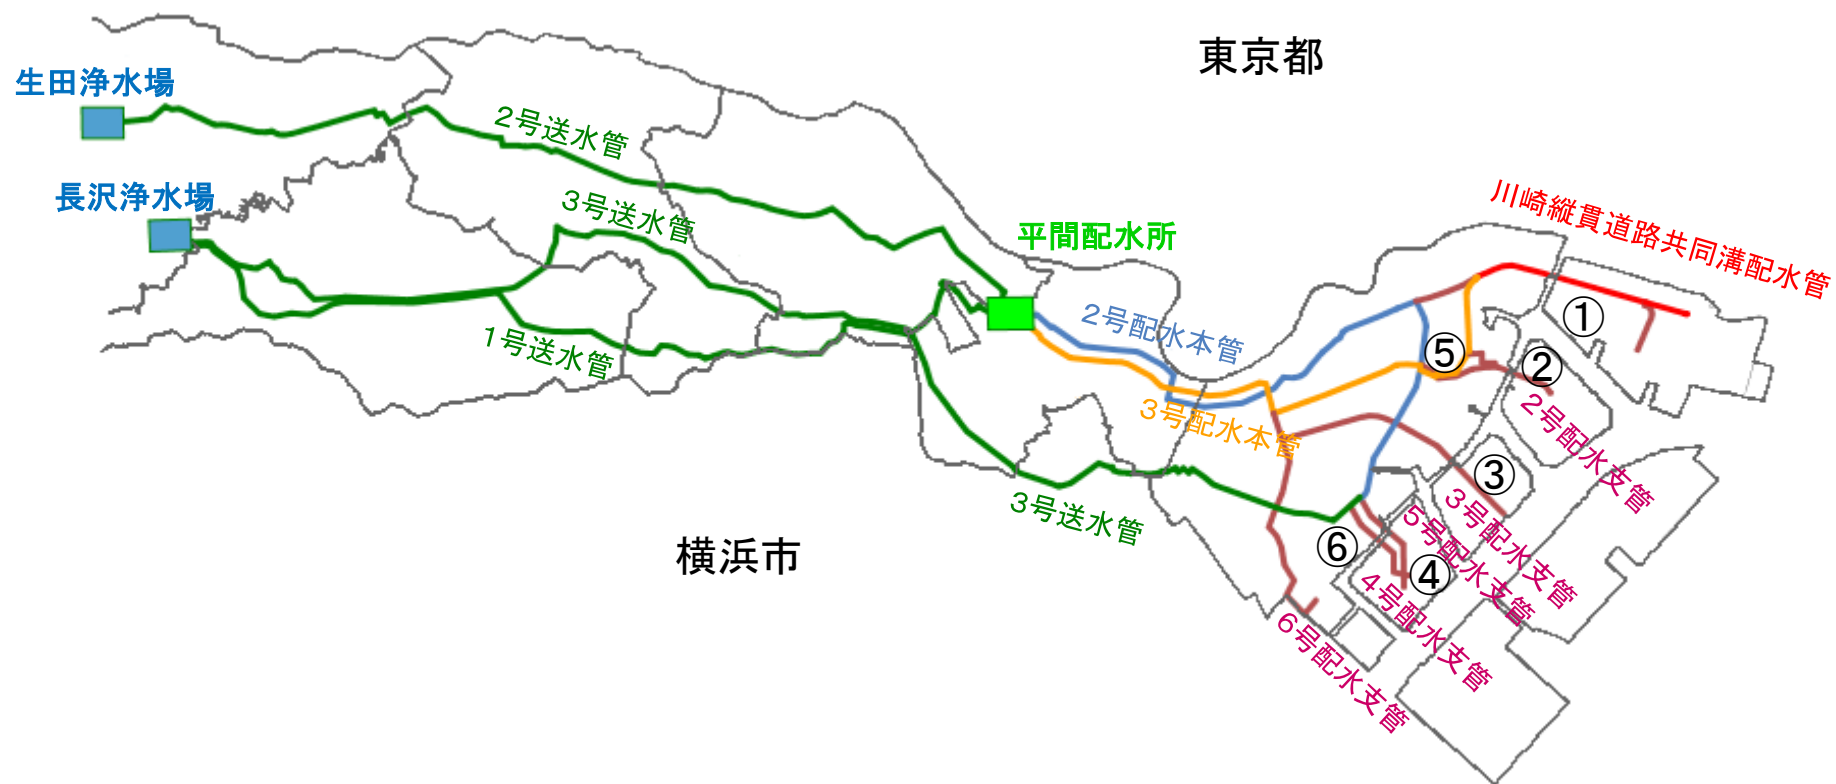 東京都
生田浄水場
2号送水管
長沢浄水場
3号送水管
川崎縦貫道路共同溝配水管
平間配水所
2号配水本管
①
1号送水管
⑤
②
3号配水本管
2号配水支管
③
3号送水管
3号配水支管
5号配水支管
横浜市
⑥
④
4号配水支管
6号配水支管